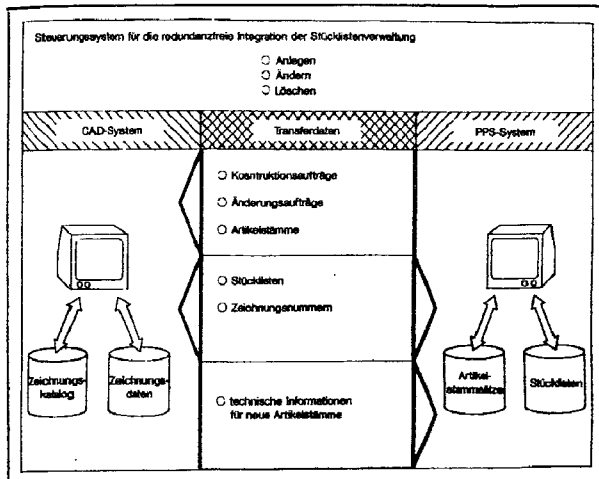 Steuerungssystem für die redundanzfreie Integration der Stücklistenverwaltung
Anlegen
Ändern
Löschen
CAD-System
Transferdaten
PPS-System
Kosntruktionsaufträge
Änderungsaufträge
Artikelstämme
Stücklisten
Zeichnungsnummern
technische Informationen
für neue Artikelstämme
Zeichnungs-
katalog
Zeichnungs-
daten
Artikel-
stammsätze
Stücklisten